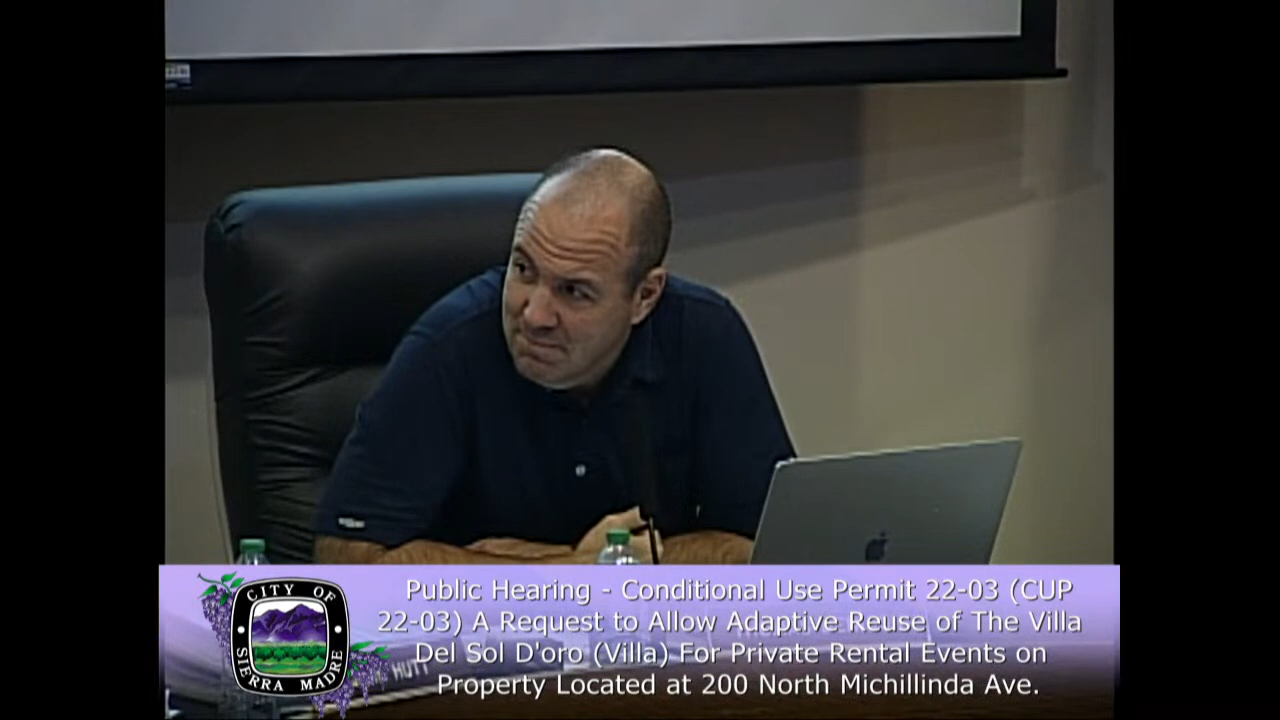 Public Hearing - Conditional Use Permit 22-03 (CUP
22-03) A Request to Allow Adaptive Reuse of The Villa
Del Sol D'oro (Villa) For Private Rental Events on
Property Located at 200 North Michillinda Ave.
CITY OF
SIERRA MADRE
HUTT